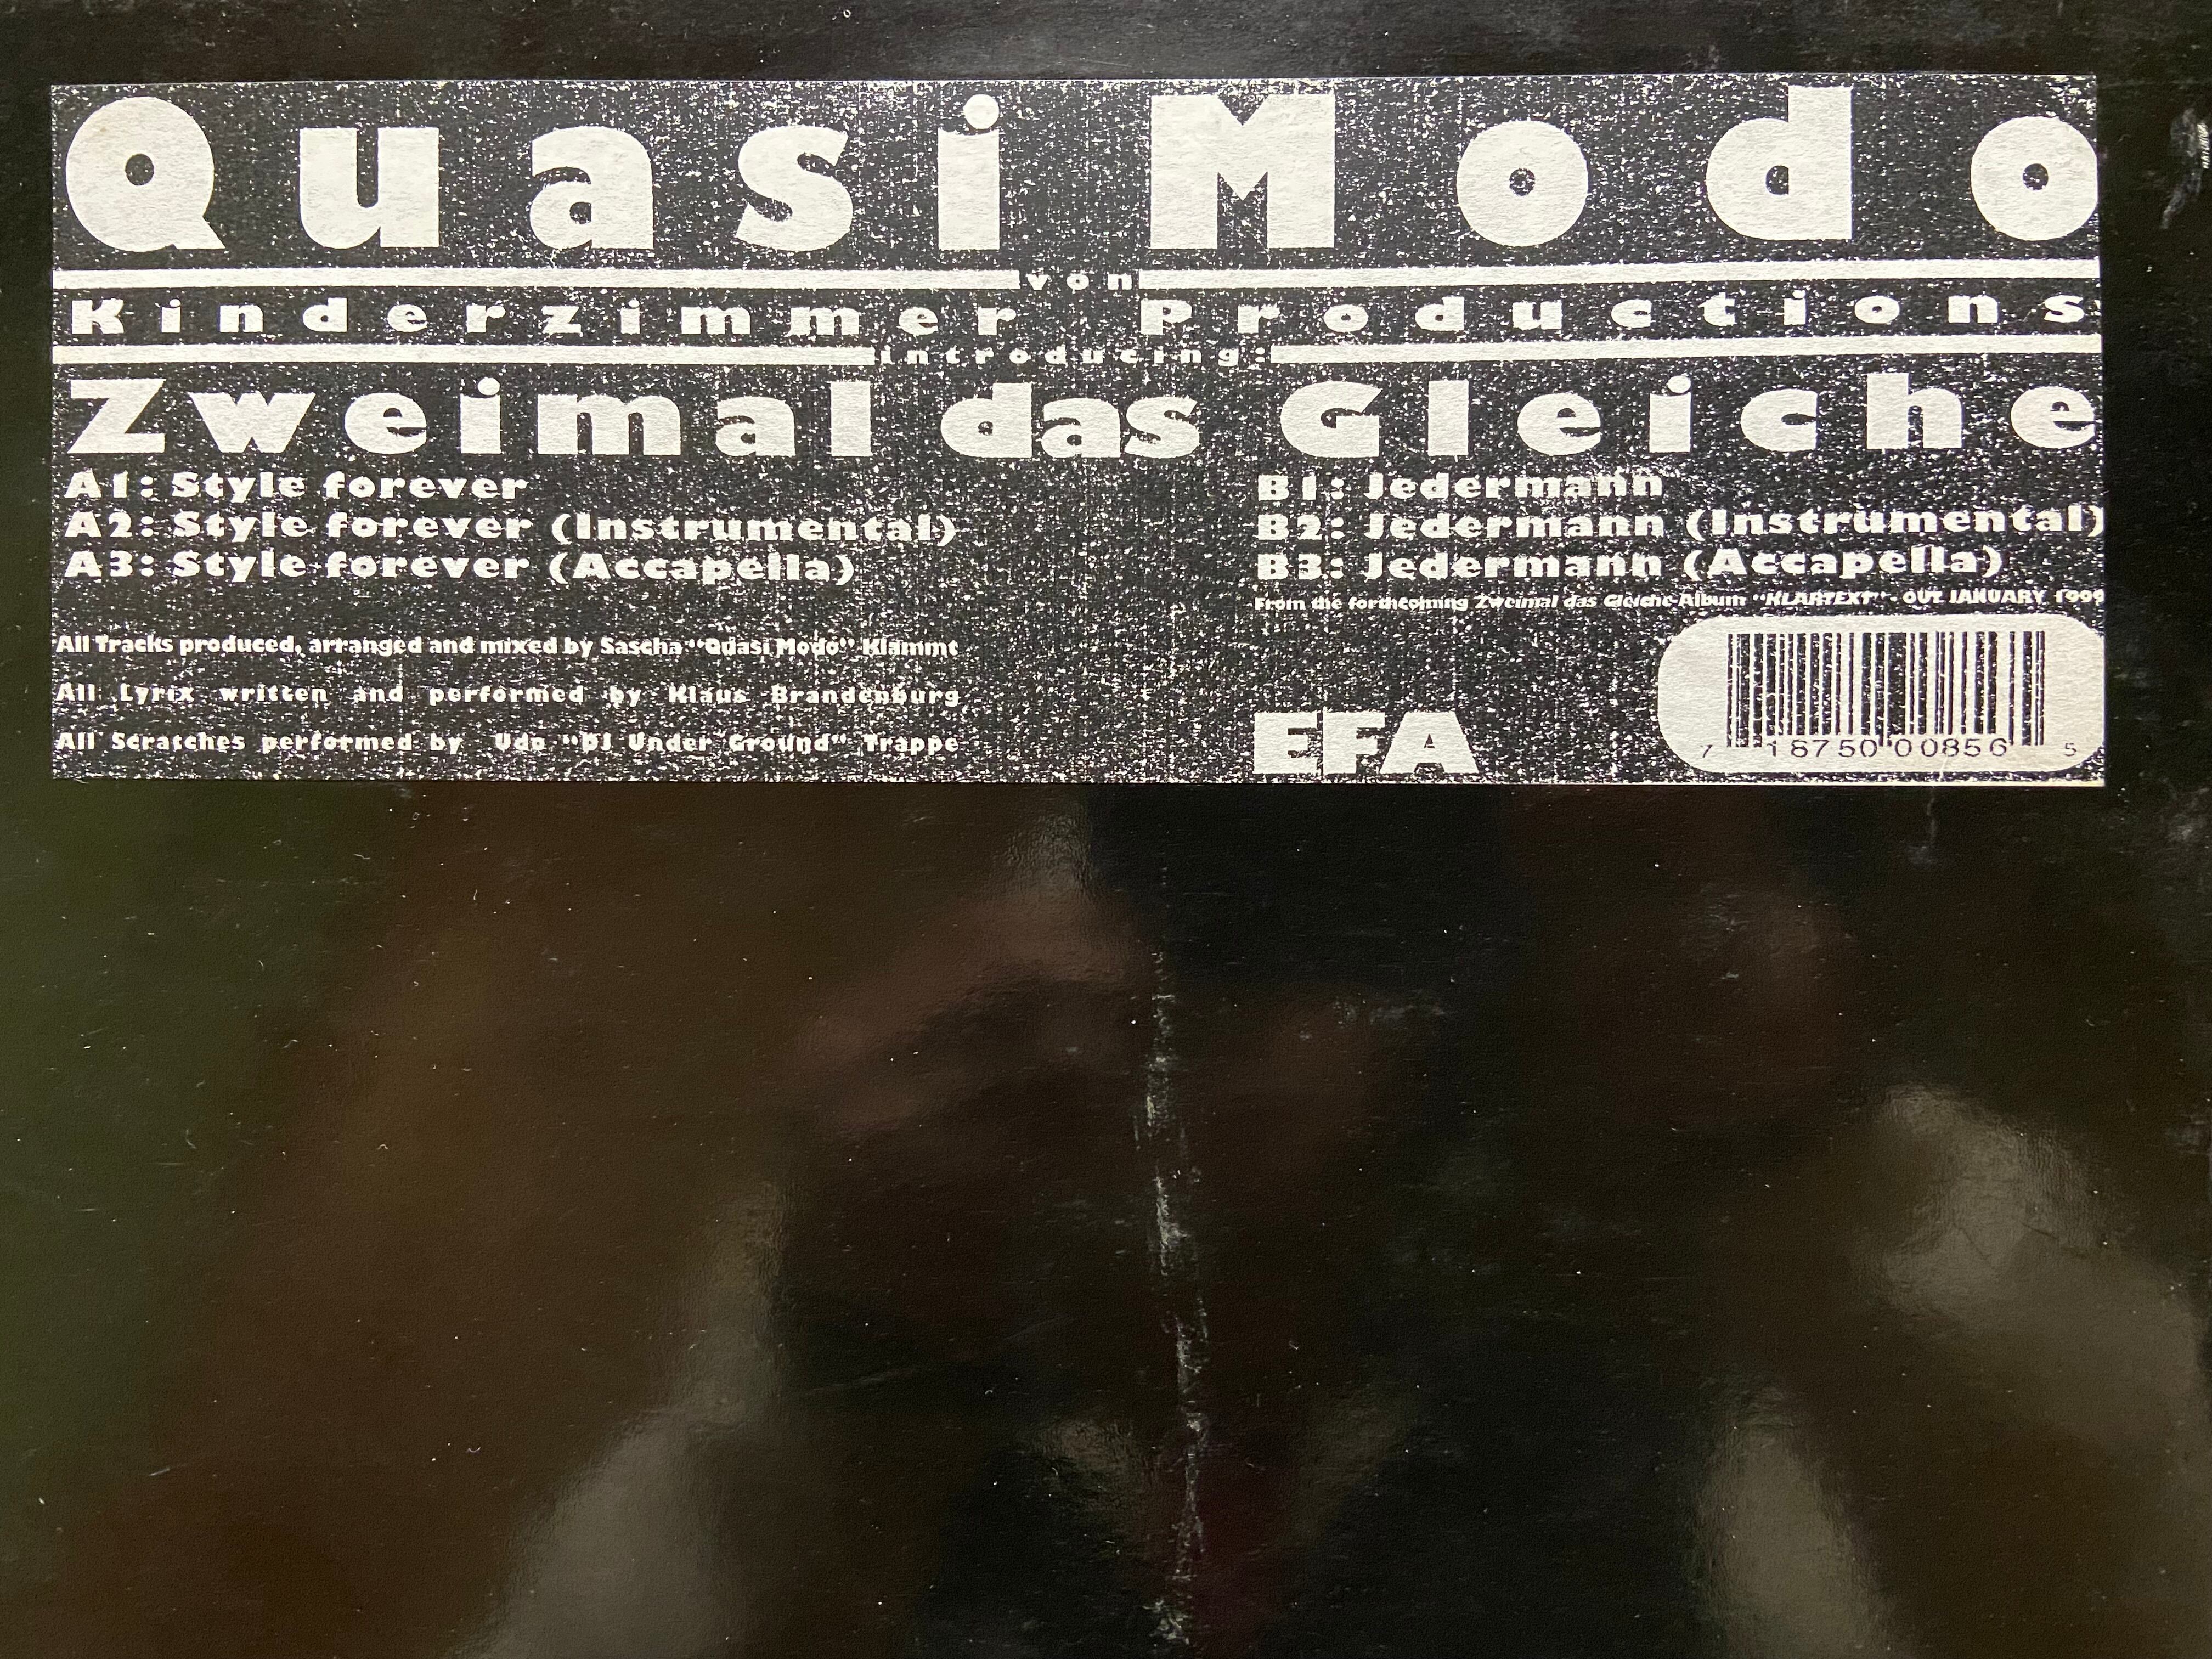 Quasi Modo
von
Kinderzimmer Productions
introducing:
Zweimal das Gleiche
A1: Style forever
A2: Style forever (Instrumental)
A3: Style forever (Accapella)
B1: Jedermann
B2: Jedermann (Instrumental)
B3: Jedermann (Accapella)
From the forthcoming Zweimal das Gleiche-Album "KLARTEXT" - OUT JANUARY 1999
All Tracks produced, arranged and mixed by Sascha "Quasi Modo" Klammt
All Lyrix written and performed by Klaus Brandenburg
All Scratches performed by Udo "DJ Under Ground" Trappe
EFA
7 18750 00856 5